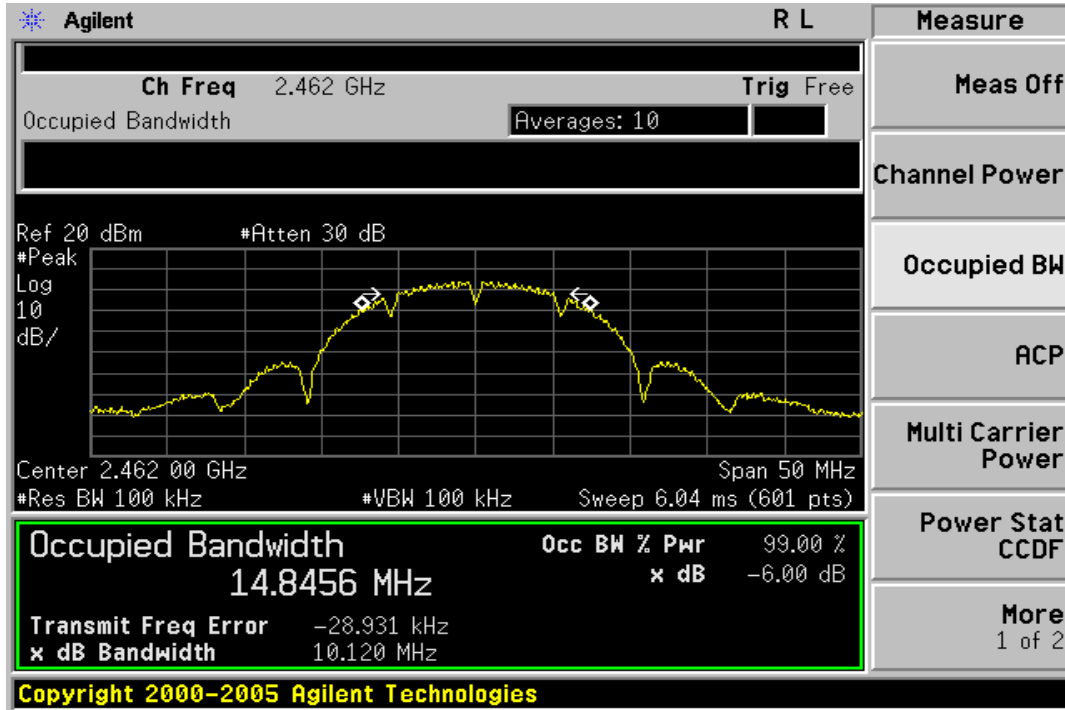 Agilent R L Measure
Ch Freq 2.462 GHz Trig Free
Occupied Bandwidth Averages: 10
Meas Off
Channel Power
Occupied BW
ACP
Multi Carrier
Power
Power Stat
CCDF
More
1 of 2
Ref 20 dBm #Atten 30 dB
#Peak
Log
10
dB/
Center 2.462 00 GHz Span 50 MHz
#Res BW 100 kHz #VBW 100 kHz Sweep 6.04 ms (601 pts)
Occupied Bandwidth Occ BW % Pwr 99.00 %
14.8456 MHz x dB -6.00 dB
Transmit Freq Error -28.931 kHz
x dB Bandwidth 10.120 MHz
Copyright 2000-2005 Agilent Technologies